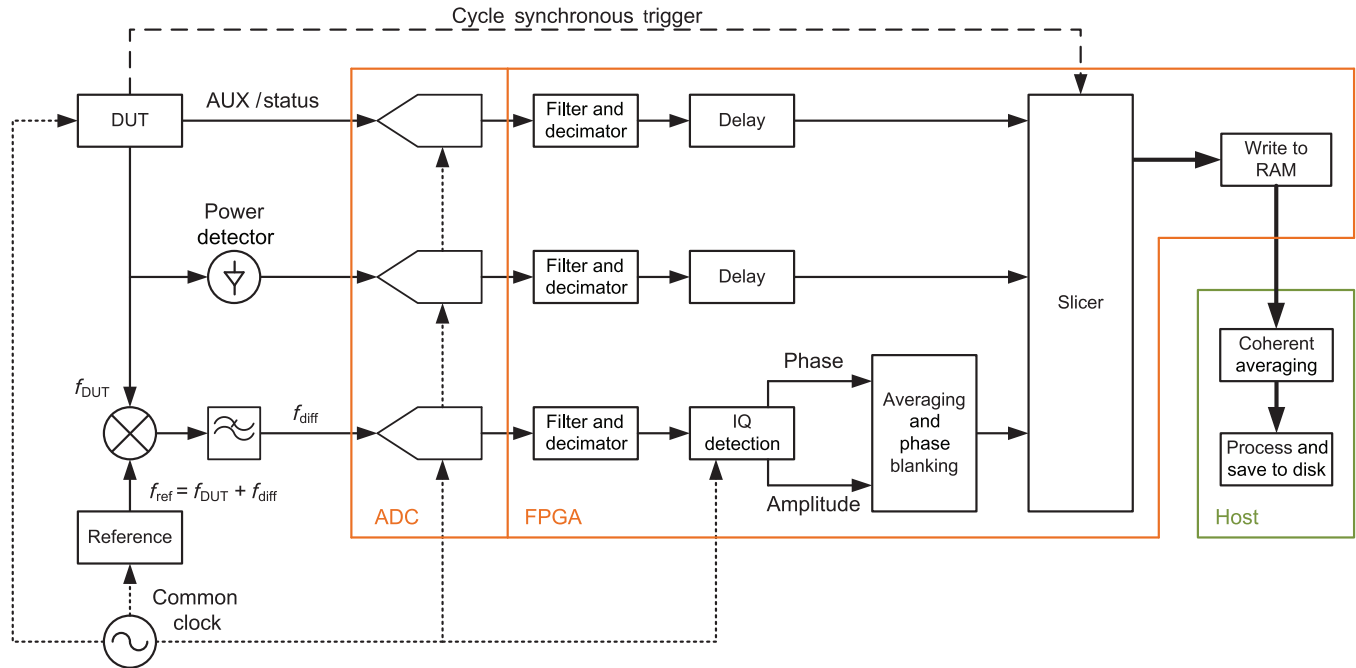 Cycle synchronous trigger
DUT
AUX / status
Filter and
decimator
Delay
Write to
RAM
Power
detector
Filter and
decimator
Delay
Slicer
Coherent
averaging
Phase
f_DUT
f_diff
Filter and
decimator
IQ
detection
Averaging
and
phase
blanking
Process and
save to disk
f_ref = f_DUT + f_diff
Amplitude
Reference
ADC
FPGA
Host
Common
clock